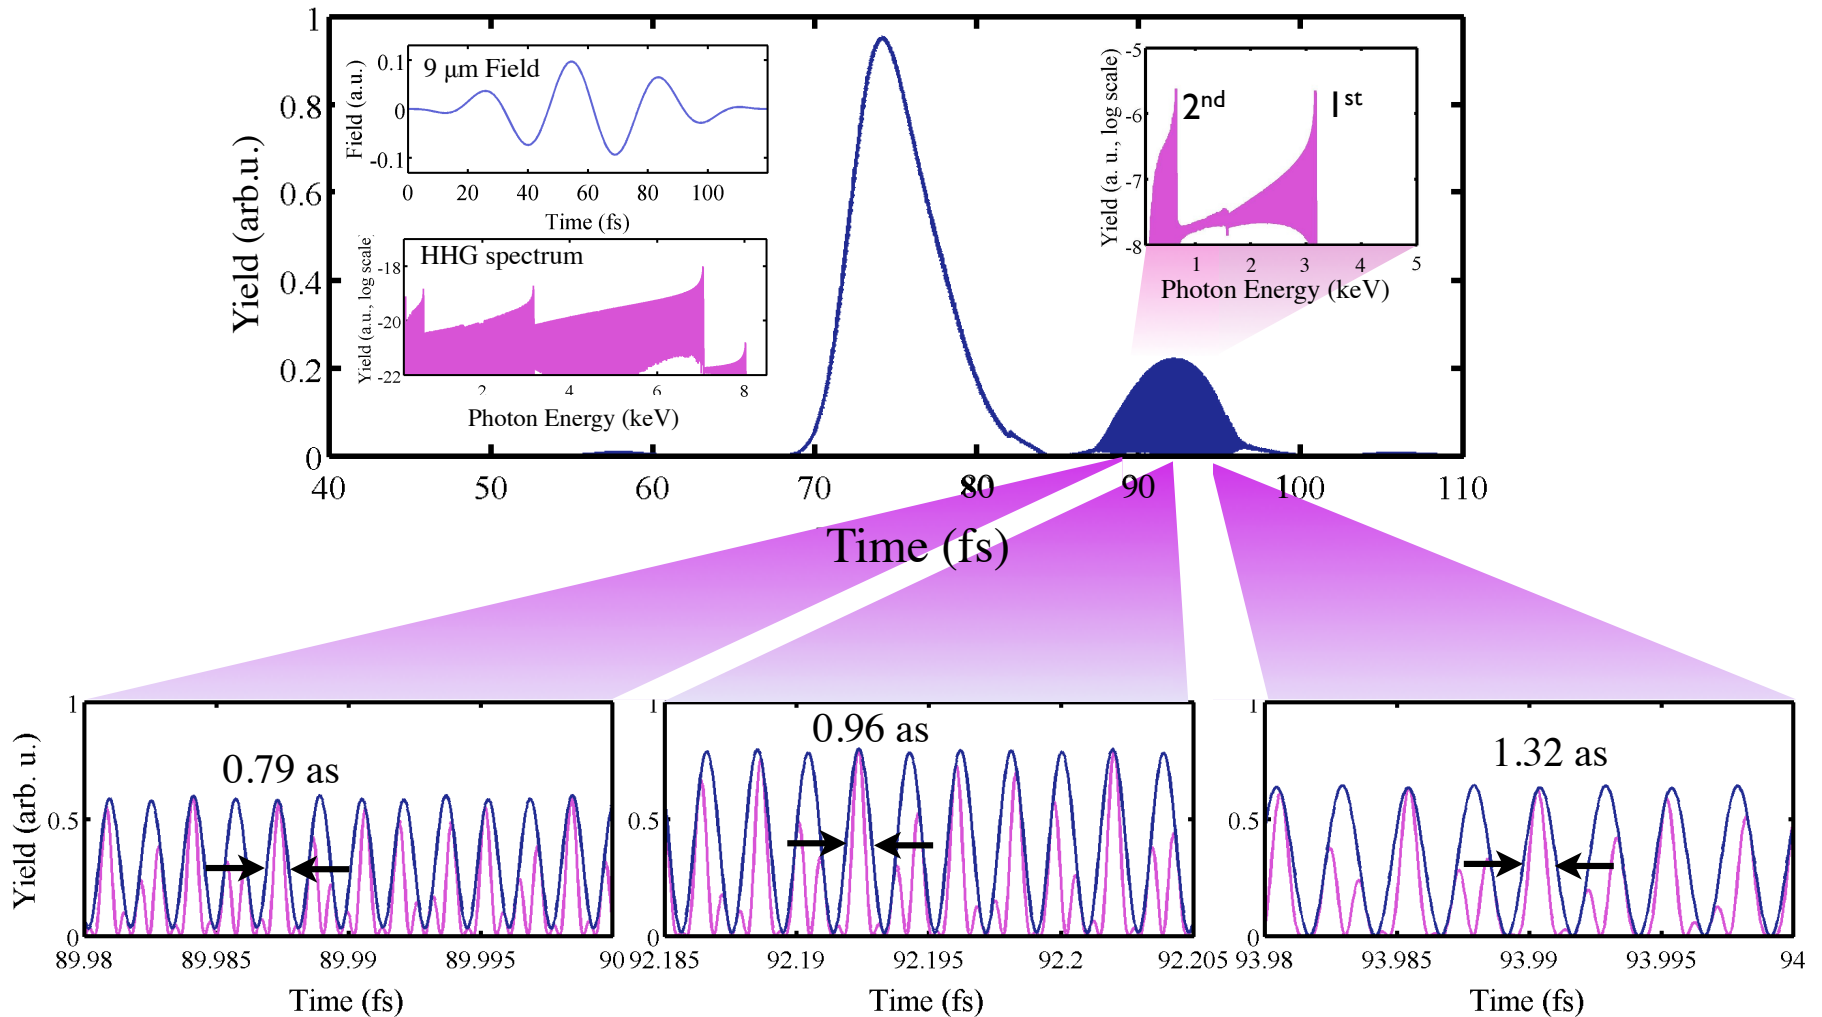 1
0.8
0.6
0.4
0.2
0
Yield (arb.u.)
40 50 60 70 80 90 100 110
Time (fs)
9 μm Field
0.1
0
-0.1
Field (a.u.)
0 20 40 60 80 100
Time (fs)
HHG spectrum
-18
-20
-22
Yield (a.u., log scale)
2 4 6 8
Photon Energy (keV)
2nd 1st
-5
-6
-7
-8
Yield (a. u., log scale)
1 2 3 4 5
Photon Energy (keV)
0.79 as
1
0.5
0
Yield (arb. u.)
89.98 89.985 89.99 89.995 90
Time (fs)
0.96 as
1
0.5
0
92.185 92.19 92.195 92.2 92.205
Time (fs)
1.32 as
1
0.5
0
93.98 93.985 93.99 93.995 94
Time (fs)